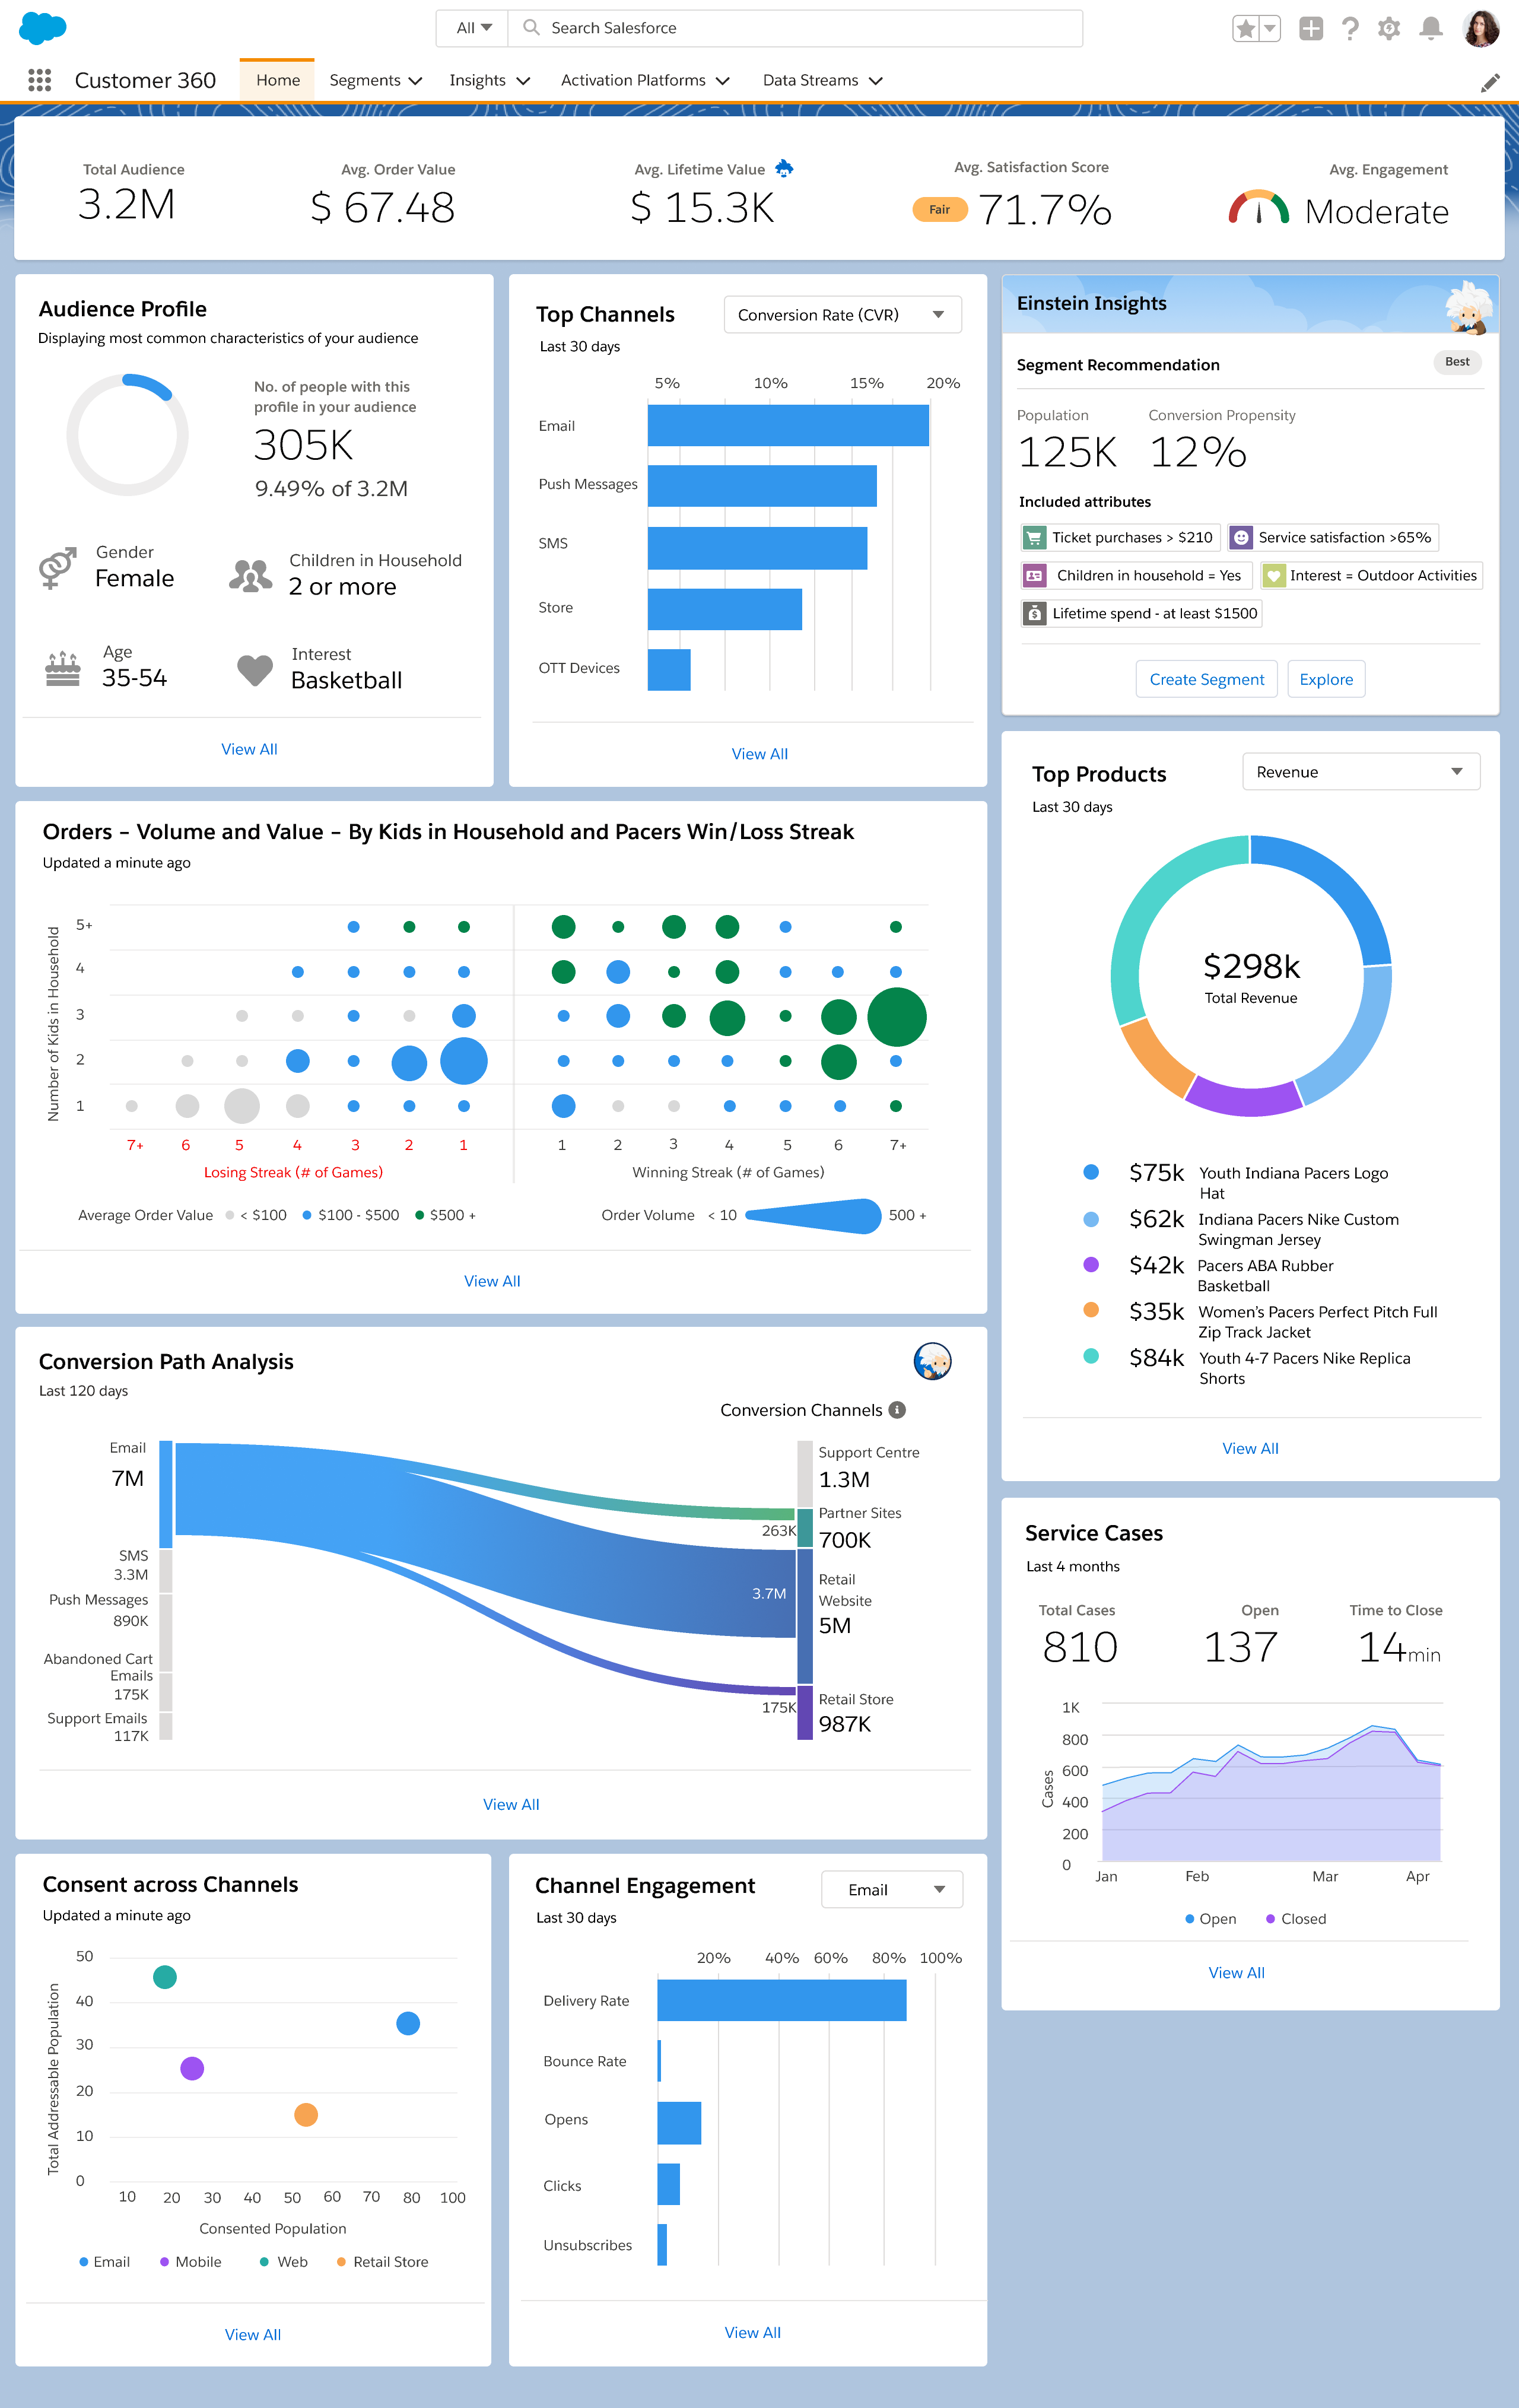 All
Search Salesforce
Customer 360
Home
Segments
Insights
Activation Platforms
Data Streams
Total Audience
3.2M
Avg. Order Value
$ 67.48
Avg. Lifetime Value
$ 15.3K
Avg. Satisfaction Score
Fair
71.7%
Avg. Engagement
Moderate
Audience Profile
Displaying most common characteristics of your audience
No. of people with this
profile in your audience
305K
9.49% of 3.2M
Gender
Female
Children in Household
2 or more
Age
35-54
Interest
Basketball
View All
Top Channels
Conversion Rate (CVR)
Last 30 days
5% 10% 15% 20%
Email
Push Messages
SMS
Store
OTT Devices
View All
Einstein Insights
Segment Recommendation
Best
Population
125K
Conversion Propensity
12%
Included attributes
Ticket purchases > $210
Service satisfaction >65%
Children in household = Yes
Interest = Outdoor Activities
Lifetime spend - at least $1500
Create Segment
Explore
Orders – Volume and Value – By Kids in Household and Pacers Win/Loss Streak
Updated a minute ago
Number of Kids in Household
5+
4
3
2
1
7+ 6 5 4 3 2 1 1 2 3 4 5 6 7+
Losing Streak (# of Games)
Winning Streak (# of Games)
Average Order Value < $100 $100 - $500 $500 +
Order Volume < 10 500 +
View All
Top Products
Revenue
Last 30 days
$298k
Total Revenue
$75k Youth Indiana Pacers Logo
Hat
$62k Indiana Pacers Nike Custom
Swingman Jersey
$42k Pacers ABA Rubber
Basketball
$35k Women's Pacers Perfect Pitch Full
Zip Track Jacket
$84k Youth 4-7 Pacers Nike Replica
Shorts
View All
Conversion Path Analysis
Last 120 days
Conversion Channels
Email
7M
SMS
3.3M
Push Messages
890K
Abandoned Cart
Emails
175K
Support Emails
117K
263K
3.7M
175K
Support Centre
1.3M
Partner Sites
700K
Retail
Website
5M
Retail Store
987K
View All
Service Cases
Last 4 months
Total Cases
810
Open
137
Time to Close
14min
Cases
1K
800
600
400
200
0
Jan Feb Mar Apr
Open Closed
View All
Consent across Channels
Updated a minute ago
Total Addressable Population
50
40
30
20
10
0
10 20 30 40 50 60 70 80 100
Consented Population
Email Mobile Web Retail Store
View All
Channel Engagement
Email
Last 30 days
20% 40% 60% 80% 100%
Delivery Rate
Bounce Rate
Opens
Clicks
Unsubscribes
View All